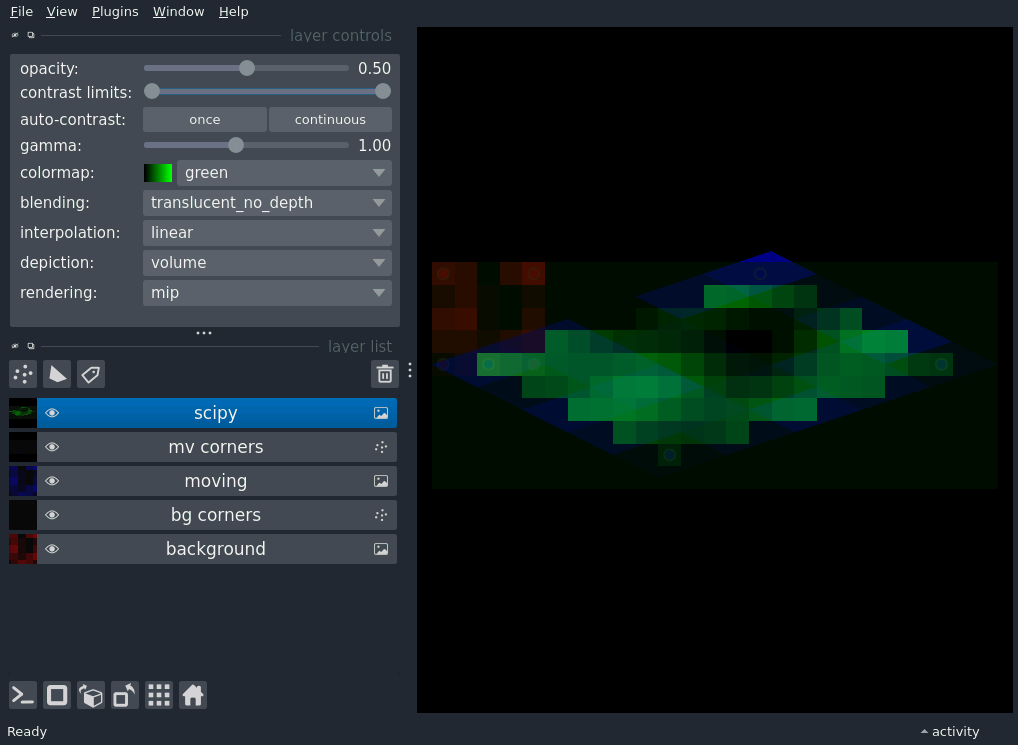 File View Plugins Window Help
layer controls
opacity: 0.50
contrast limits:
auto-contrast: once continuous
gamma: 1.00
colormap: green
blending: translucent_no_depth
interpolation: linear
depiction: volume
rendering: mip
layer list
scipy
mv corners
moving
bg corners
background
Ready activity